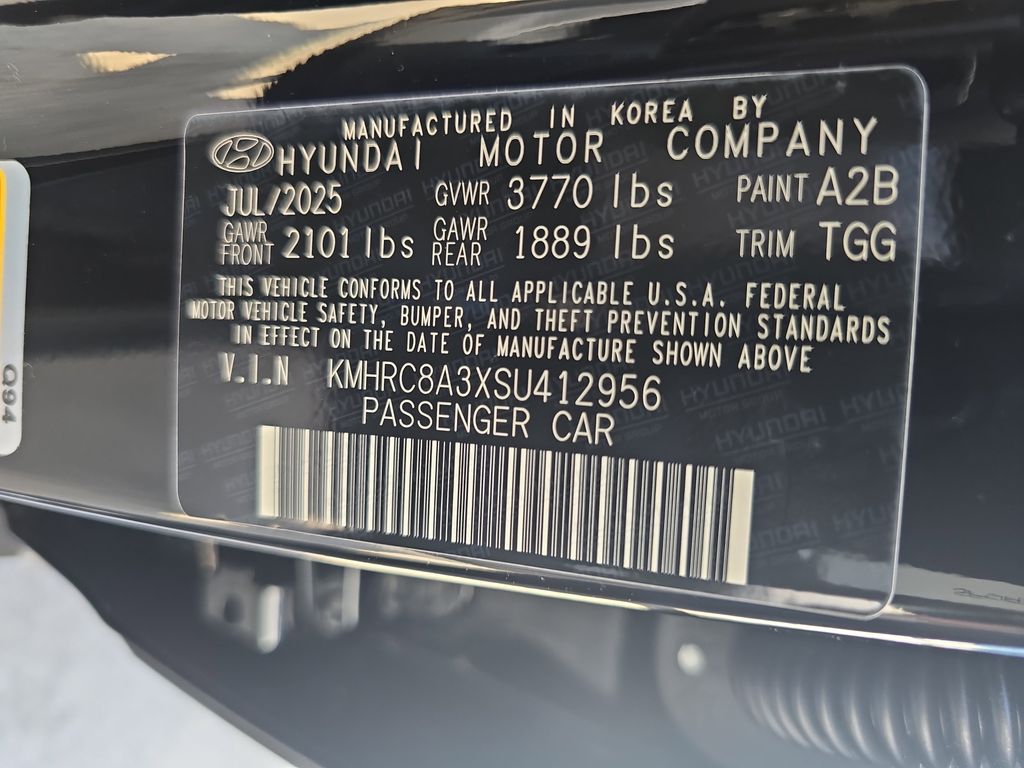 MANUFACTURED IN KOREA BY
HYUNDAI MOTOR COMPANY
JUL/2025 GVWR 3770 lbs PAINT A2B
GAWR FRONT 2101 lbs GAWR REAR 1889 lbs TRIM TGG
THIS VEHICLE CONFORMS TO ALL APPLICABLE U.S.A. FEDERAL
MOTOR VEHICLE SAFETY, BUMPER, AND THEFT PREVENTION STANDARDS
IN EFFECT ON THE DATE OF MANUFACTURE SHOWN ABOVE
V.I.N KMHRC8A3XSU412956
PASSENGER CAR
Q94